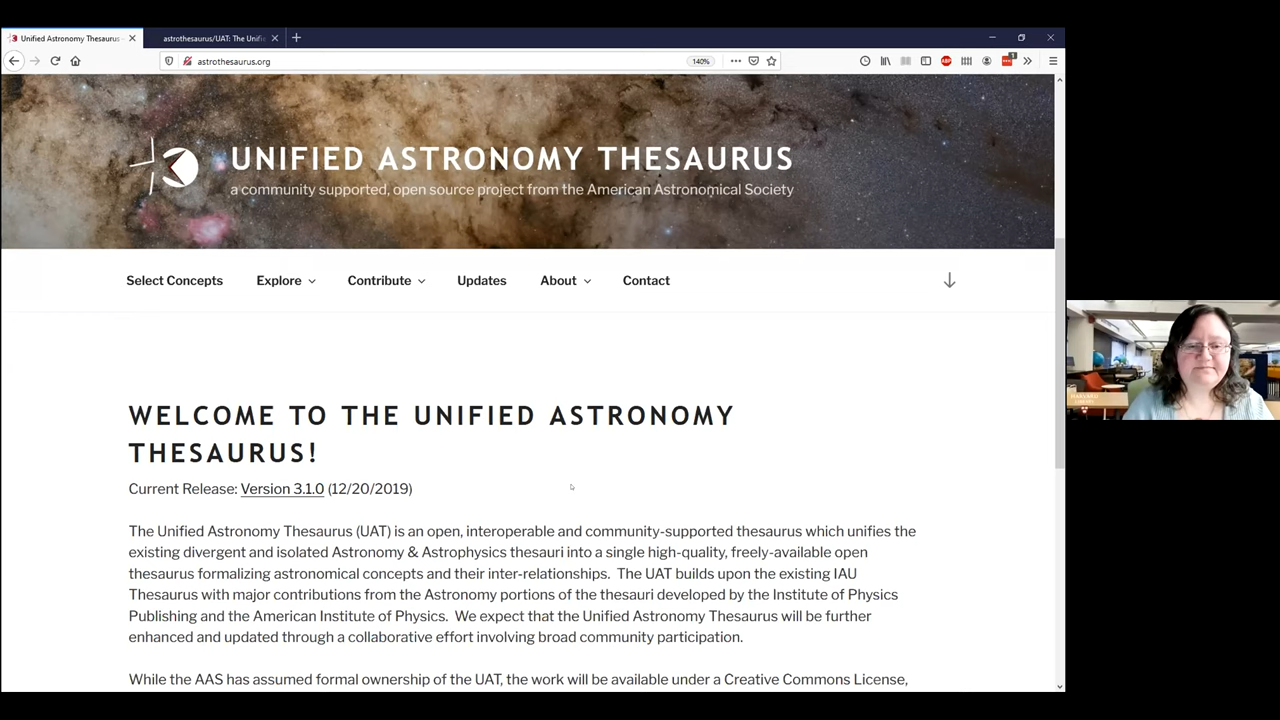 Unified Astronomy Thesaurus
astrothesaurus/UAT: The Unifi
astrothesaurus.org
140%
ABP
1
UNIFIED ASTRONOMY THESAURUS
a community supported, open source project from the American Astronomical Society
Select Concepts Explore Contribute Updates About Contact
WELCOME TO THE UNIFIED ASTRONOMY
THESAURUS!
Current Release: Version 3.1.0 (12/20/2019)
The Unified Astronomy Thesaurus (UAT) is an open, interoperable and community-supported thesaurus which unifies the
existing divergent and isolated Astronomy & Astrophysics thesauri into a single high-quality, freely-available open
thesaurus formalizing astronomical concepts and their inter-relationships. The UAT builds upon the existing IAU
Thesaurus with major contributions from the Astronomy portions of the thesauri developed by the Institute of Physics
Publishing and the American Institute of Physics. We expect that the Unified Astronomy Thesaurus will be further
enhanced and updated through a collaborative effort involving broad community participation.
While the AAS has assumed formal ownership of the UAT, the work will be available under a Creative Commons License,
HARVARD